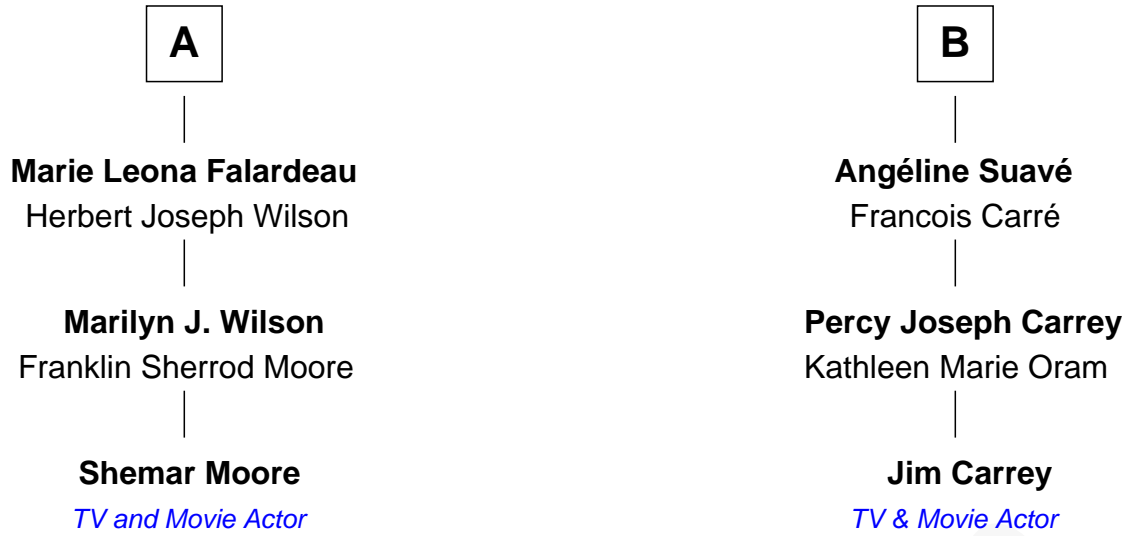 A
Marie Leona Falardeau
Herbert Joseph Wilson
Marilyn J. Wilson
Franklin Sherrod Moore
Shemar Moore
TV and Movie Actor
B
Angéline Suavé
Francois Carré
Percy Joseph Carrey
Kathleen Marie Oram
Jim Carrey
TV & Movie Actor